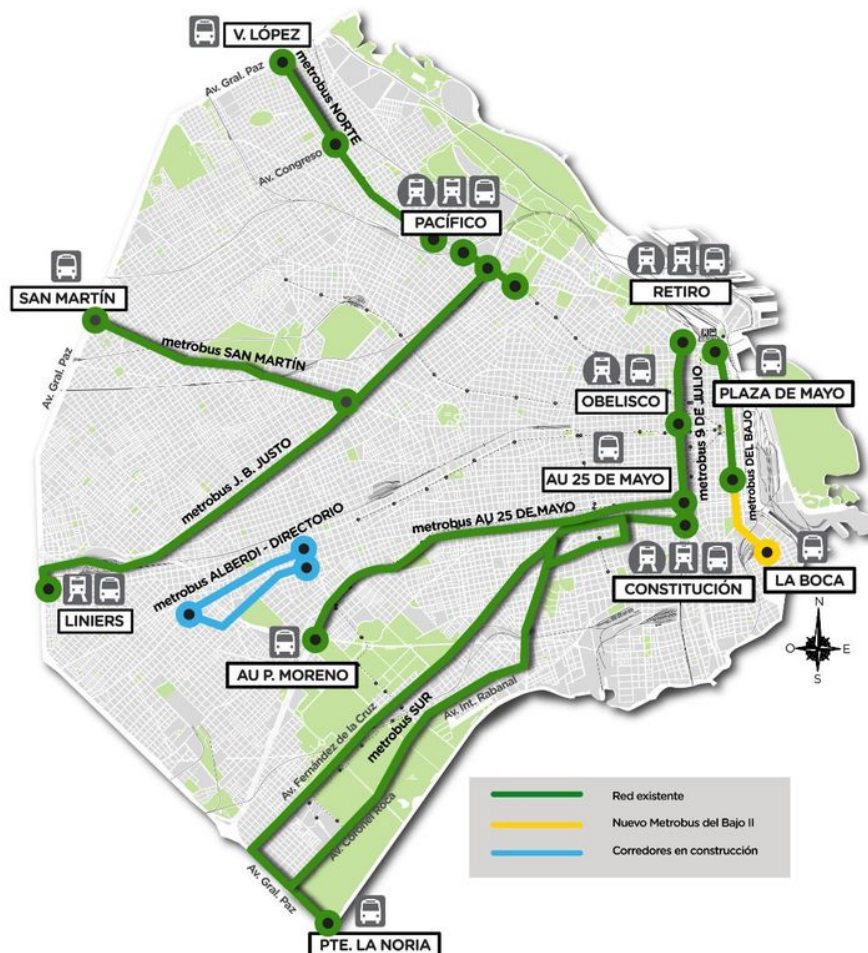 V. LÓPEZ
Av. Gral. Paz
metrobus NORTE
Av. Congreso
PACÍFICO
SAN MARTÍN
RETIRO
metrobus SAN MARTÍN
Av. Gral. Paz
OBELISCO
PLAZA DE MAYO
metrobus 9 DE JULIO
metrobus DEL BAJO
metrobus J. B. JUSTO
AU 25 DE MAYO
metrobus AU 25 DE MAYO
metrobus ALBERDI - DIRECTORIO
LINIERS
CONSTITUCIÓN
LA BOCA
N
O
E
S
AU P. MORENO
Av. Int. Rabanal
Av. Fernández de la Cruz
metrobus SUR
Av. Coronel Roca
Av. Gral. Paz
PTE. LA NORIA
Red existente
Nuevo Metrobus del Bajo II
Corredores en construcción